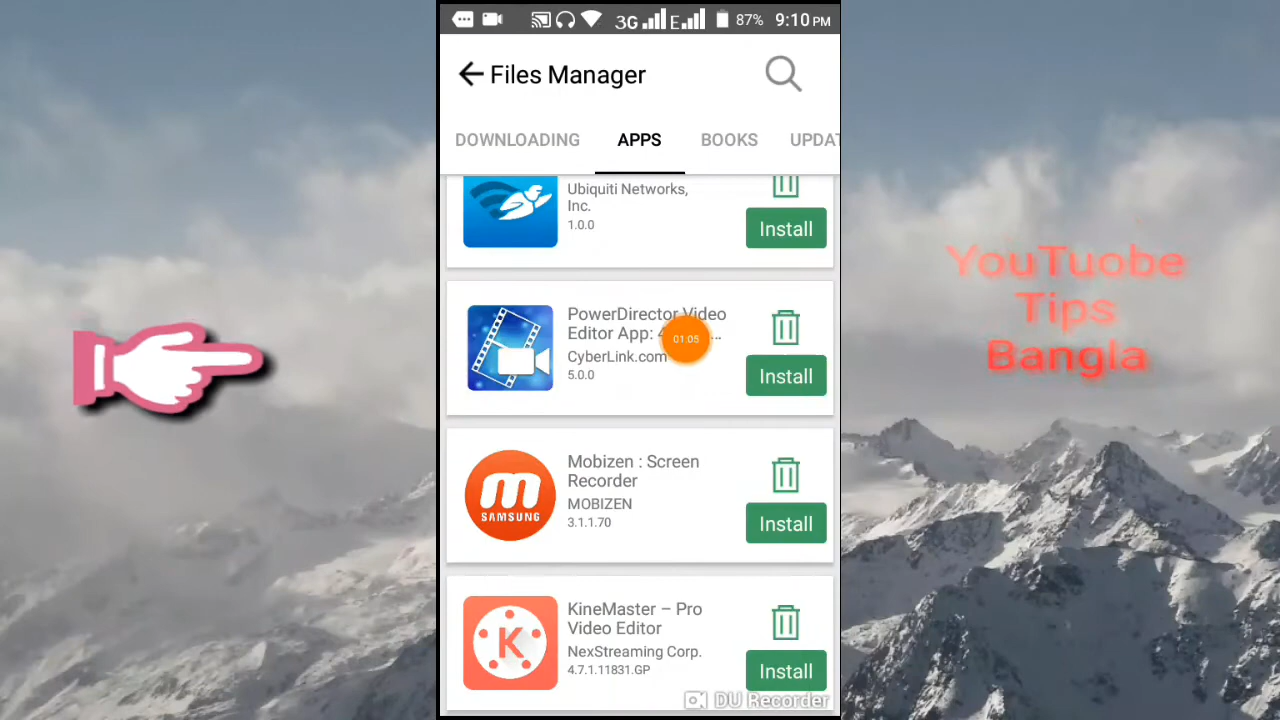 3G E 87% 9:10 PM
Files Manager
DOWNLOADING APPS BOOKS UPDAT
Ubiquiti Networks,
Inc.
1.0.0
Install
PowerDirector Video
Editor App: 4 ...
01:05
CyberLink.com
5.0.0
Install
Mobizen : Screen
Recorder
MOBIZEN
3.1.1.70
m
SAMSUNG
Install
KineMaster – Pro
Video Editor
NexStreaming Corp.
4.7.1.11831.GP
K
Install
DU Recorder
YouTuobe
Tips
Bangla